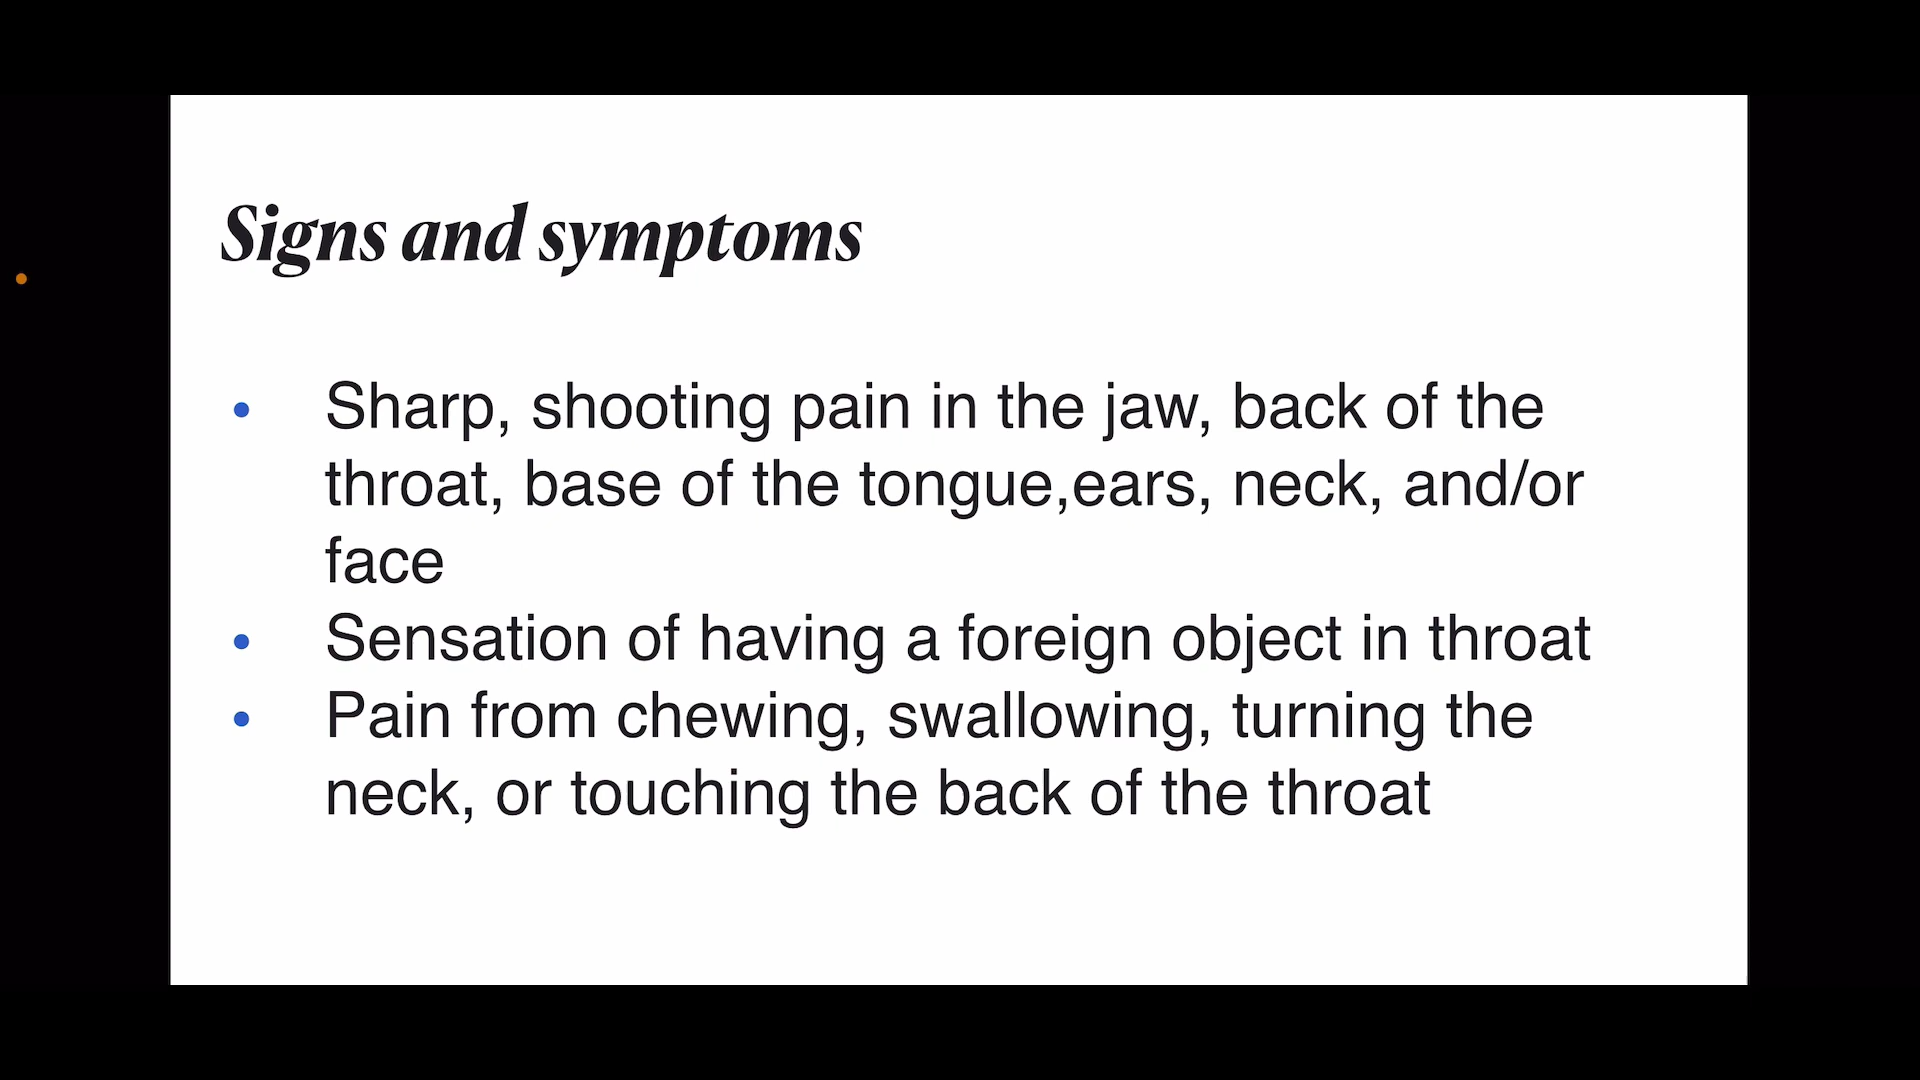 Signs and symptoms
• Sharp, shooting pain in the jaw, back of the
throat, base of the tongue,ears, neck, and/or
face
• Sensation of having a foreign object in throat
• Pain from chewing, swallowing, turning the
neck, or touching the back of the throat